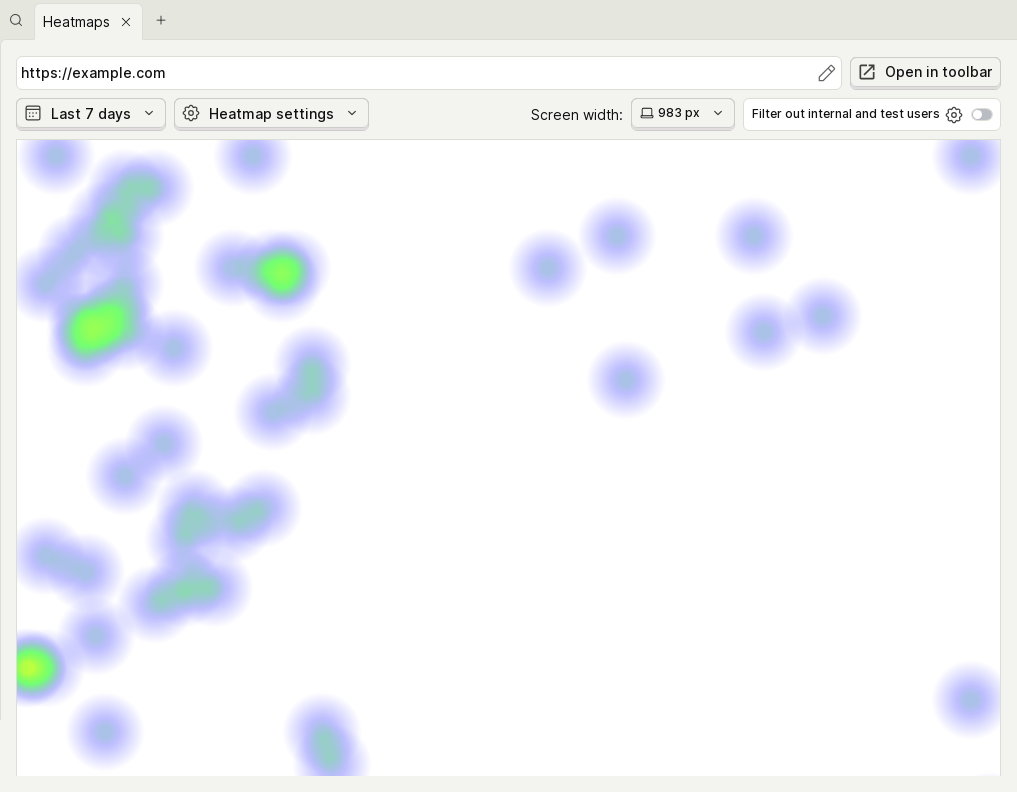 Heatmaps
https://example.com
Open in toolbar
Last 7 days
Heatmap settings
Screen width:
983 px
Filter out internal and test users